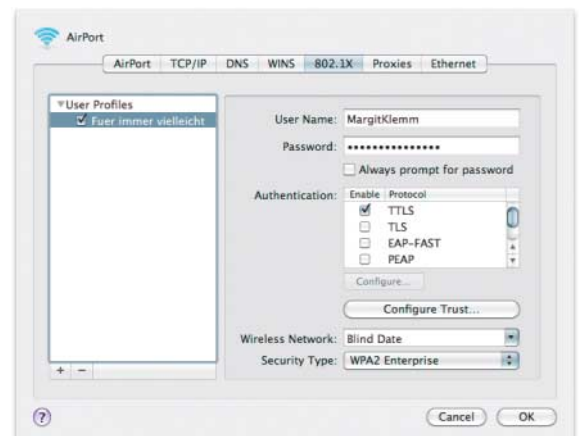 AirPort
AirPort TCP/IP DNS WINS 802.1X Proxies Ethernet
User Profiles
Fuer immer vielleicht
User Name: MargitKlemm
Password: •••••••••••••••
Always prompt for password
Authentication: Enable Protocol
TTLS
TLS
EAP-FAST
PEAP
Configure...
Configure Trust...
Wireless Network: Blind Date
Security Type: WPA2 Enterprise
+ −
? Cancel OK